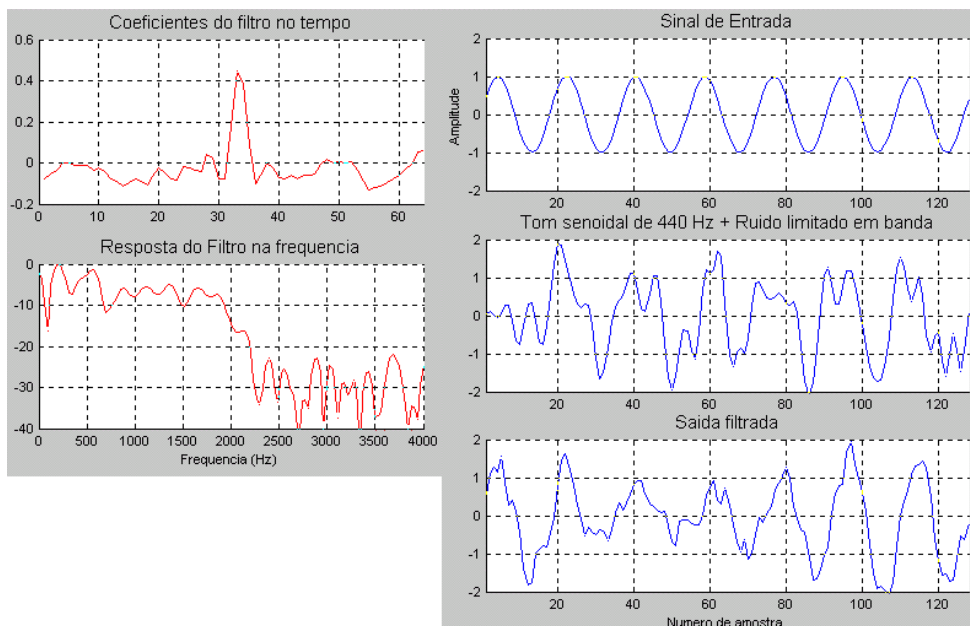 Coeficientes do filtro no tempo
0.6
0.4
0.2
0
-0.2
0 10 20 30 40 50 60
Resposta do Filtro na frequencia
0
-10
-20
-30
-40
0 500 1000 1500 2000 2500 3000 3500 4000
Frequencia (Hz)
Sinal de Entrada
2
1
0
-1
-2
Amplitude
20 40 60 80 100 120
Tom senoidal de 440 Hz + Ruido limitado em banda
2
1
0
-1
-2
20 40 60 80 100 120
Saida filtrada
2
1
0
-1
-2
20 40 60 80 100 120
Numero de amostra